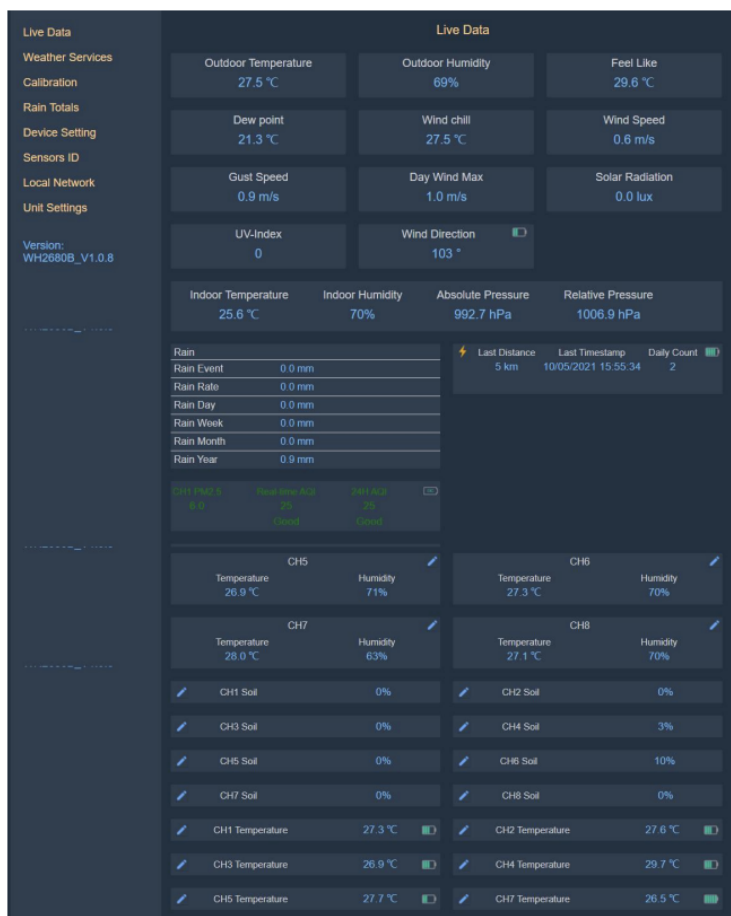 Live Data
Weather Services
Calibration
Rain Totals
Device Setting
Sensors ID
Local Network
Unit Settings
Version:
WH2680B_V1.0.8
Live Data
Outdoor Temperature
27.5 ℃
Outdoor Humidity
69%
Feel Like
29.6 ℃
Dew point
21.3 ℃
Wind chill
27.5 ℃
Wind Speed
0.6 m/s
Gust Speed
0.9 m/s
Day Wind Max
1.0 m/s
Solar Radiation
0.0 lux
UV-Index
0
Wind Direction
103 °
Indoor Temperature Indoor Humidity Absolute Pressure Relative Pressure
25.6 ℃ 70% 992.7 hPa 1006.9 hPa
Rain
Rain Event 0.0 mm
Rain Rate 0.0 mm
Rain Day 0.0 mm
Rain Week 0.0 mm
Rain Month 0.0 mm
Rain Year 0.9 mm
Last Distance Last Timestamp Daily Count
5 km 10/05/2021 15:55:34 2
CH1 PM2.5 Real-time AQI 24H AQI
6.0 25 25
Good Good
CH5
Temperature Humidity
26.9 ℃ 71%
CH6
Temperature Humidity
27.3 ℃ 70%
CH7
Temperature Humidity
28.0 ℃ 63%
CH8
Temperature Humidity
27.1 ℃ 70%
CH1 Soil 0%
CH2 Soil 0%
CH3 Soil 0%
CH4 Soil 3%
CH5 Soil 0%
CH6 Soil 10%
CH7 Soil 0%
CH8 Soil 0%
CH1 Temperature 27.3 ℃
CH2 Temperature 27.6 ℃
CH3 Temperature 26.9 ℃
CH4 Temperature 29.7 ℃
CH5 Temperature 27.7 ℃
CH7 Temperature 26.5 ℃